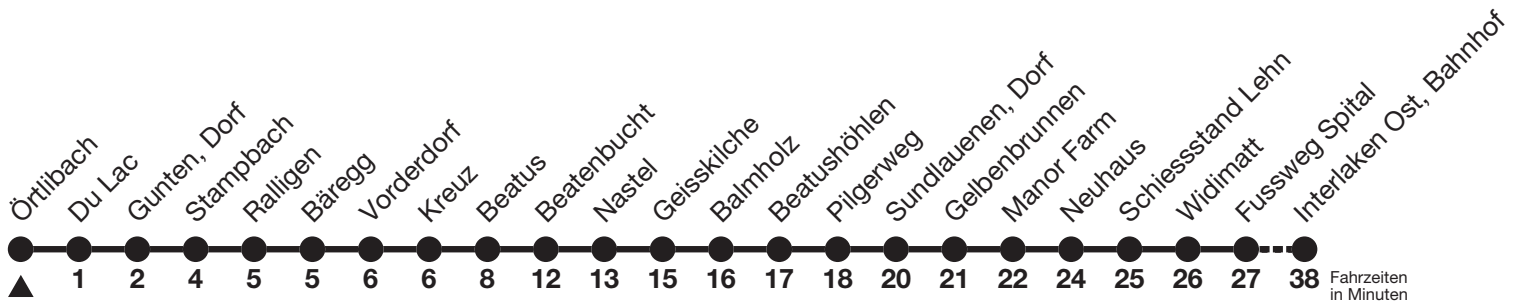 Örtlibach
Du Lac
Gunten, Dorf
Stampbach
Ralligen
Bäregg
Vorderdorf
Kreuz
Beatus
Beatenbucht
Nastel
Geisskilche
Balmholz
Beatushöhlen
Pilgerweg
Sundlauenen, Dorf
Gelbenbrunnen
Manor Farm
Neuhaus
Schiessstand Lehn
Widimatt
Fussweg Spital
Interlaken Ost, Bahnhof
1 2 4 5 5 6 6 8 12 13 15 16 17 18 20 21 22 24 25 26 27 38 Fahrzeiten
in Minuten